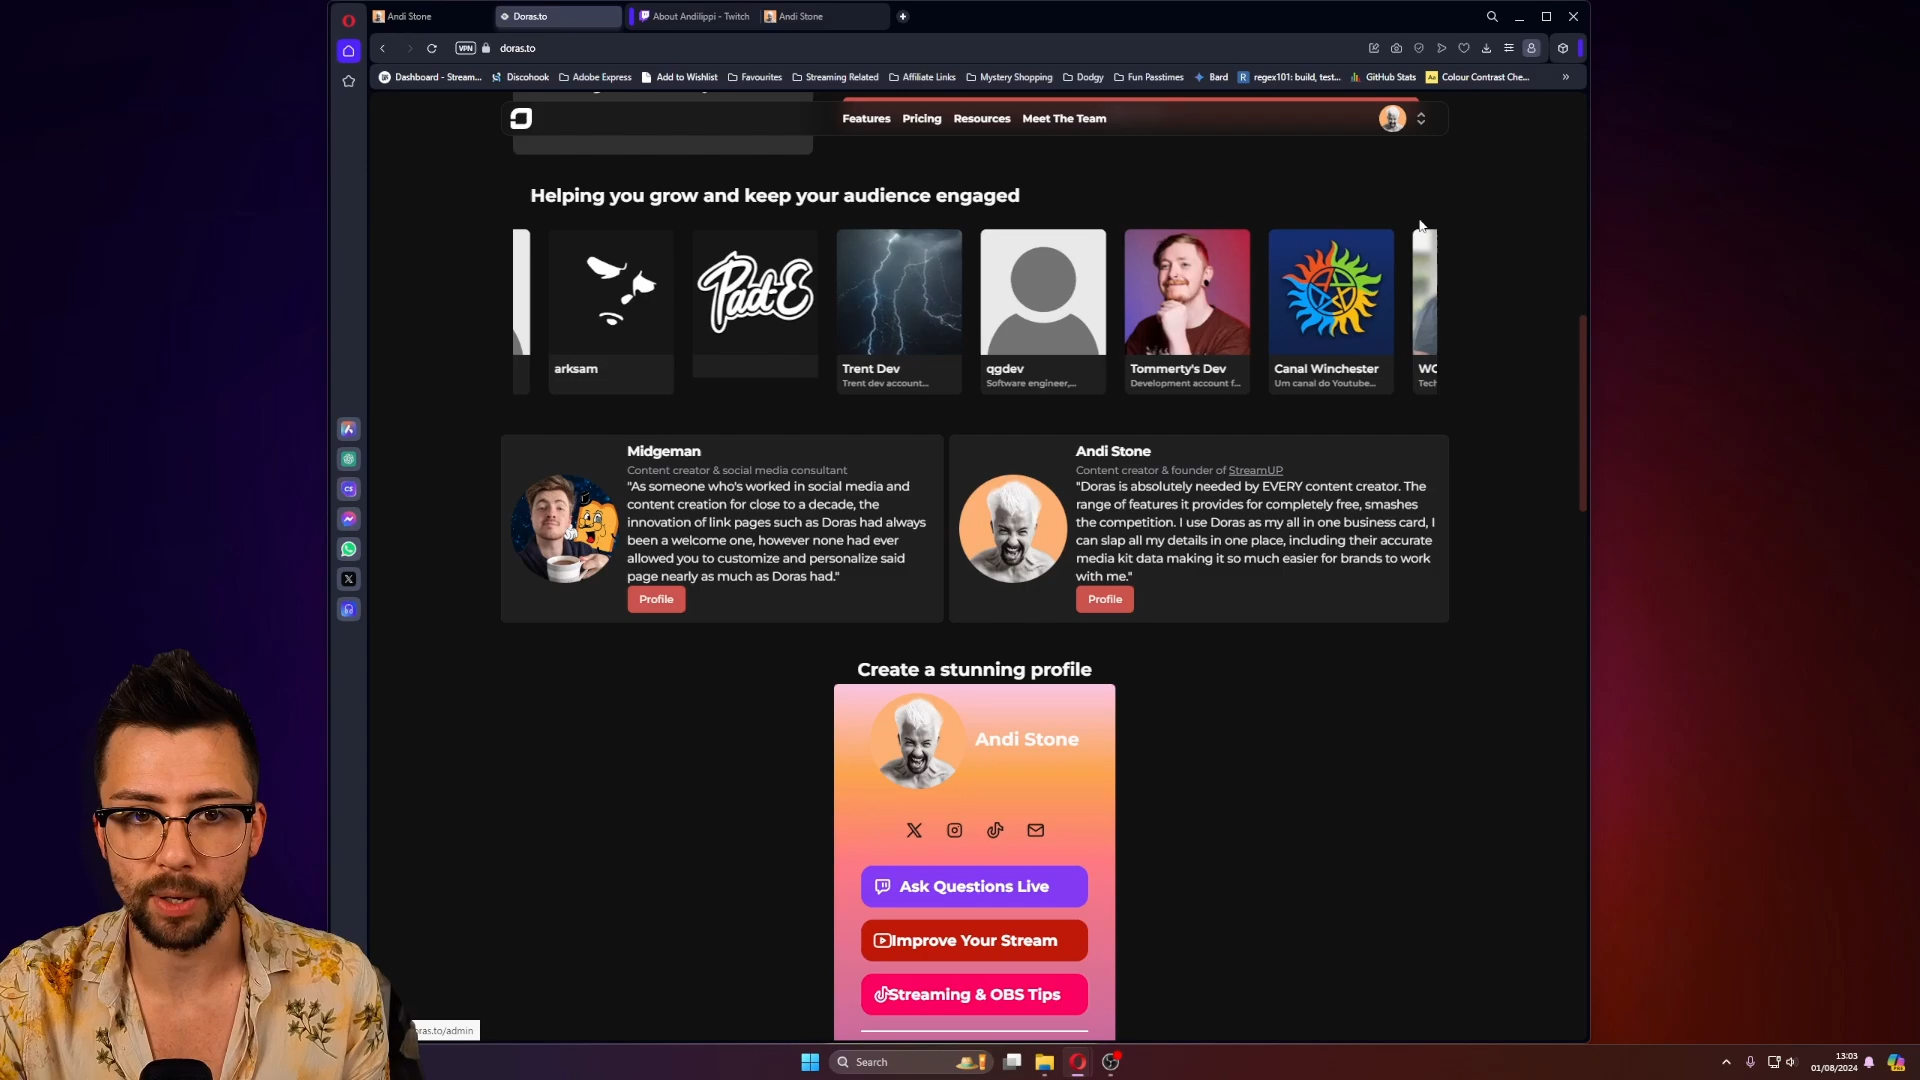 Andi Stone
Doras.to
About Andilippi - Twitch
Andi Stone
VPN
doras.to
Dashboard - Stream...
Discohook
Adobe Express
Add to Wishlist
Favourites
Streaming Related
Affiliate Links
Mystery Shopping
Dodgy
Fun Passtimes
Bard
regex101: build, test...
GitHub Stats
Colour Contrast Che...
Features
Pricing
Resources
Meet The Team
Helping you grow and keep your audience engaged
Pad-E
arksam
Trent Dev
Trent dev account...
qgdev
Software engineer,...
Tommerty's Dev
Development account f...
Canal Winchester
Um canal do Youtube...
Tech
Midgeman
Content creator & social media consultant
"As someone who's worked in social media and
content creation for close to a decade, the
innovation of link pages such as Doras had always
been a welcome one, however none had ever
allowed you to customize and personalize said
page nearly as much as Doras had."
Profile
Andi Stone
Content creator & founder of StreamUP
"Doras is absolutely needed by EVERY content creator. The
range of features it provides for completely free, smashes
the competition. I use Doras as my all in one business card, I
can slap all my details in one place, including their accurate
media kit data making it so much easier for brands to work
with me."
Profile
Create a stunning profile
Andi Stone
Ask Questions Live
Improve Your Stream
Streaming & OBS Tips
oras.to/admin
Search
13:03
01/08/2024